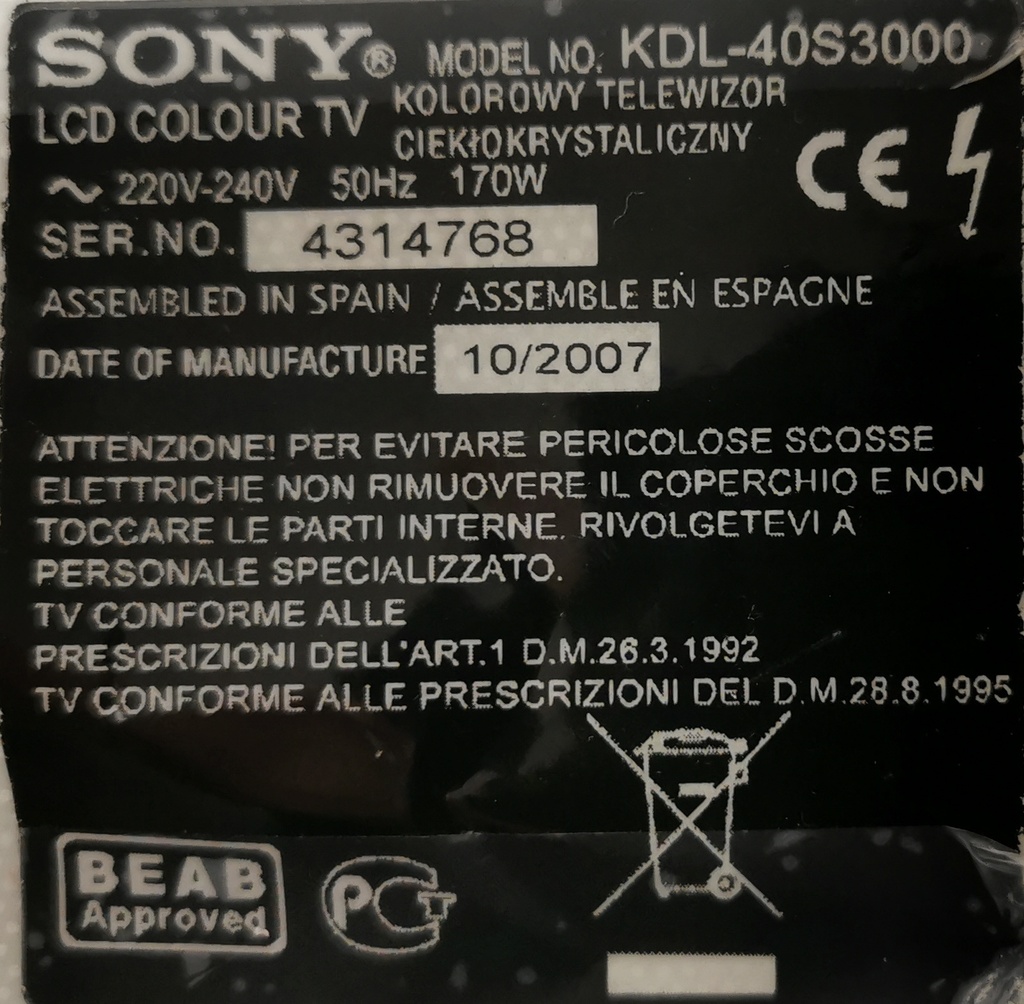 SONY® MODEL NO. KDL-40S3000
LCD COLOUR TV KOLOROWY TELEWIZOR
CIEKŁOKRYSTALICZNY
CE
~ 220V-240V 50Hz 170W
SER.NO. 4314768
ASSEMBLED IN SPAIN / ASSEMBLE EN ESPAGNE
DATE OF MANUFACTURE 10/2007
ATTENZIONE! PER EVITARE PERICOLOSE SCOSSE
ELETTRICHE NON RIMUOVERE IL COPERCHIO E NON
TOCCARE LE PARTI INTERNE. RIVOLGETEVI A
PERSONALE SPECIALIZZATO.
TV CONFORME ALLE
PRESCRIZIONI DELL'ART.1 D.M.26.3.1992
TV CONFORME ALLE PRESCRIZIONI DEL D.M.28.8.1995
BEAB
Approved
PCT